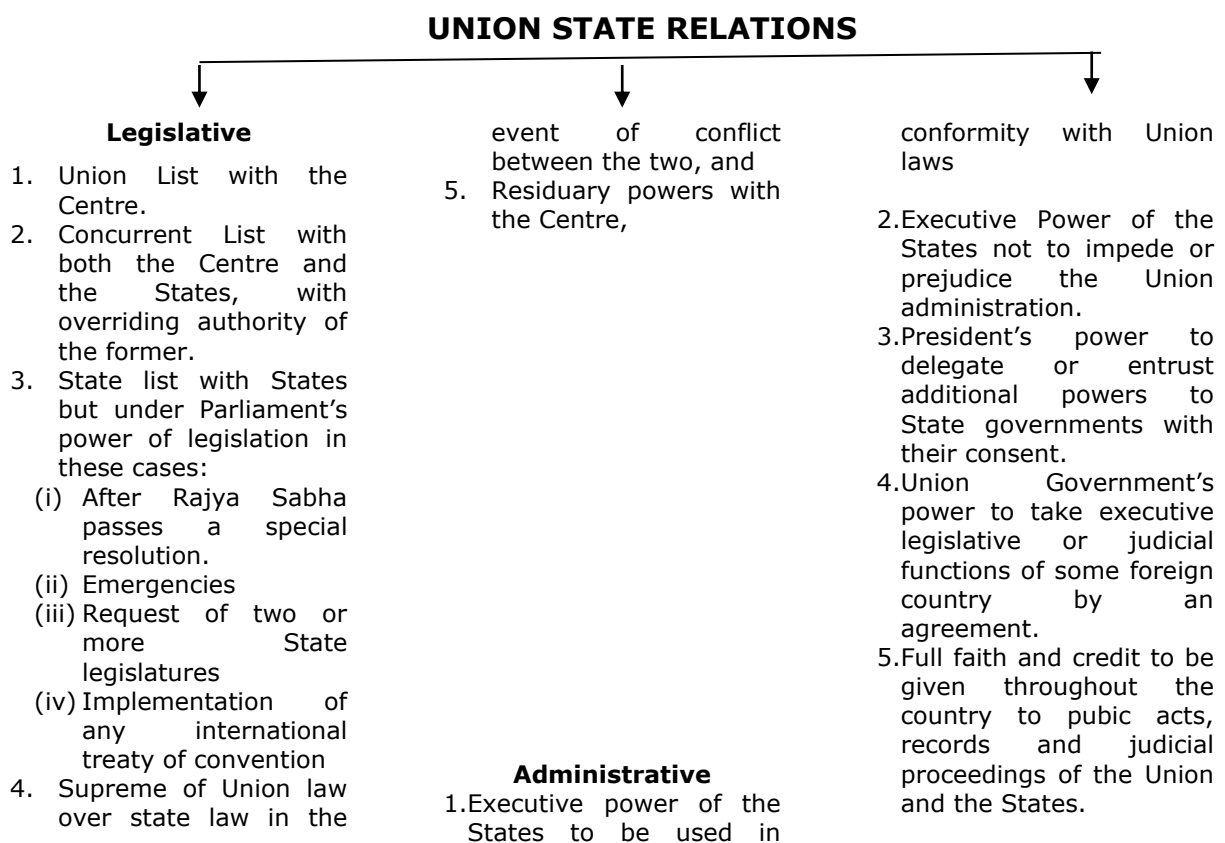 UNION STATE RELATIONS
Legislative
1. Union List with the
Centre.
2. Concurrent List with
both the Centre and
the States, with
overriding authority of
the former.
3. State list with States
but under Parliament’s
power of legislation in
these cases:
(i) After Rajya Sabha
passes a special
resolution.
(ii) Emergencies
(iii) Request of two or
more State
legislatures
(iv) Implementation of
any international
treaty of convention
4. Supreme of Union law
over state law in the
event of conflict
between the two, and
5. Residuary powers with
the Centre,
Administrative
1.Executive power of the
States to be used in
conformity with Union
laws
2.Executive Power of the
States not to impede or
prejudice the Union
administration.
3.President’s power to
delegate or entrust
additional powers to
State governments with
their consent.
4.Union Government’s
power to take executive
legislative or judicial
functions of some foreign
country by an
agreement.
5.Full faith and credit to be
given throughout the
country to pubic acts,
records and judicial
proceedings of the Union
and the States.